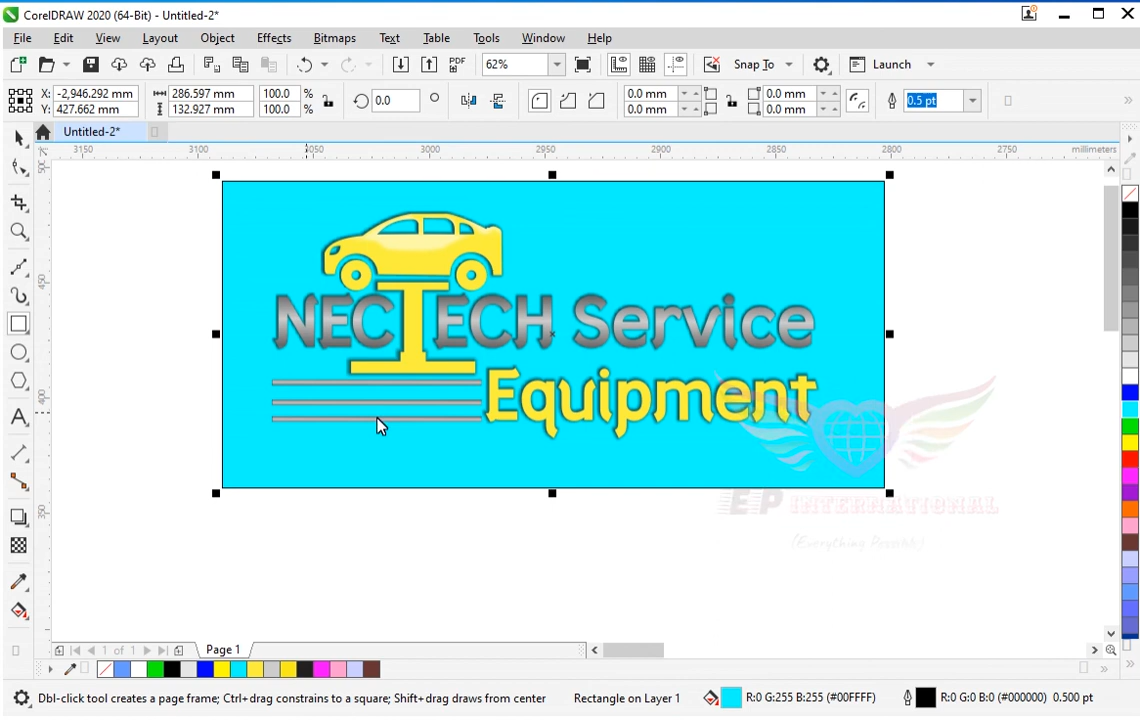 CorelDRAW 2020 (64-Bit) - Untitled-2*
File Edit View Layout Object Effects Bitmaps Text Table Tools Window Help
PDF 62% Snap To Launch
X: -2,946.292 mm 286.597 mm 100.0 % 0.0 0.0 mm 0.0 mm 0.5 pt
Y: 427.662 mm 132.927 mm 100.0 % 0.0 mm 0.0 mm
Untitled-2*
3150 3100 3050 3000 2950 2900 2850 2800 2750 millimeters
500
450
400
350
NECTECH Service
Equipment
EP INTERNATIONAL
(Everything Possible)
1 of 1 Page 1
Dbl-click tool creates a page frame; Ctrl+drag constrains to a square; Shift+drag draws from center Rectangle on Layer 1 R:0 G:255 B:255 (#00FFFF) R:0 G:0 B:0 (#000000) 0.500 pt